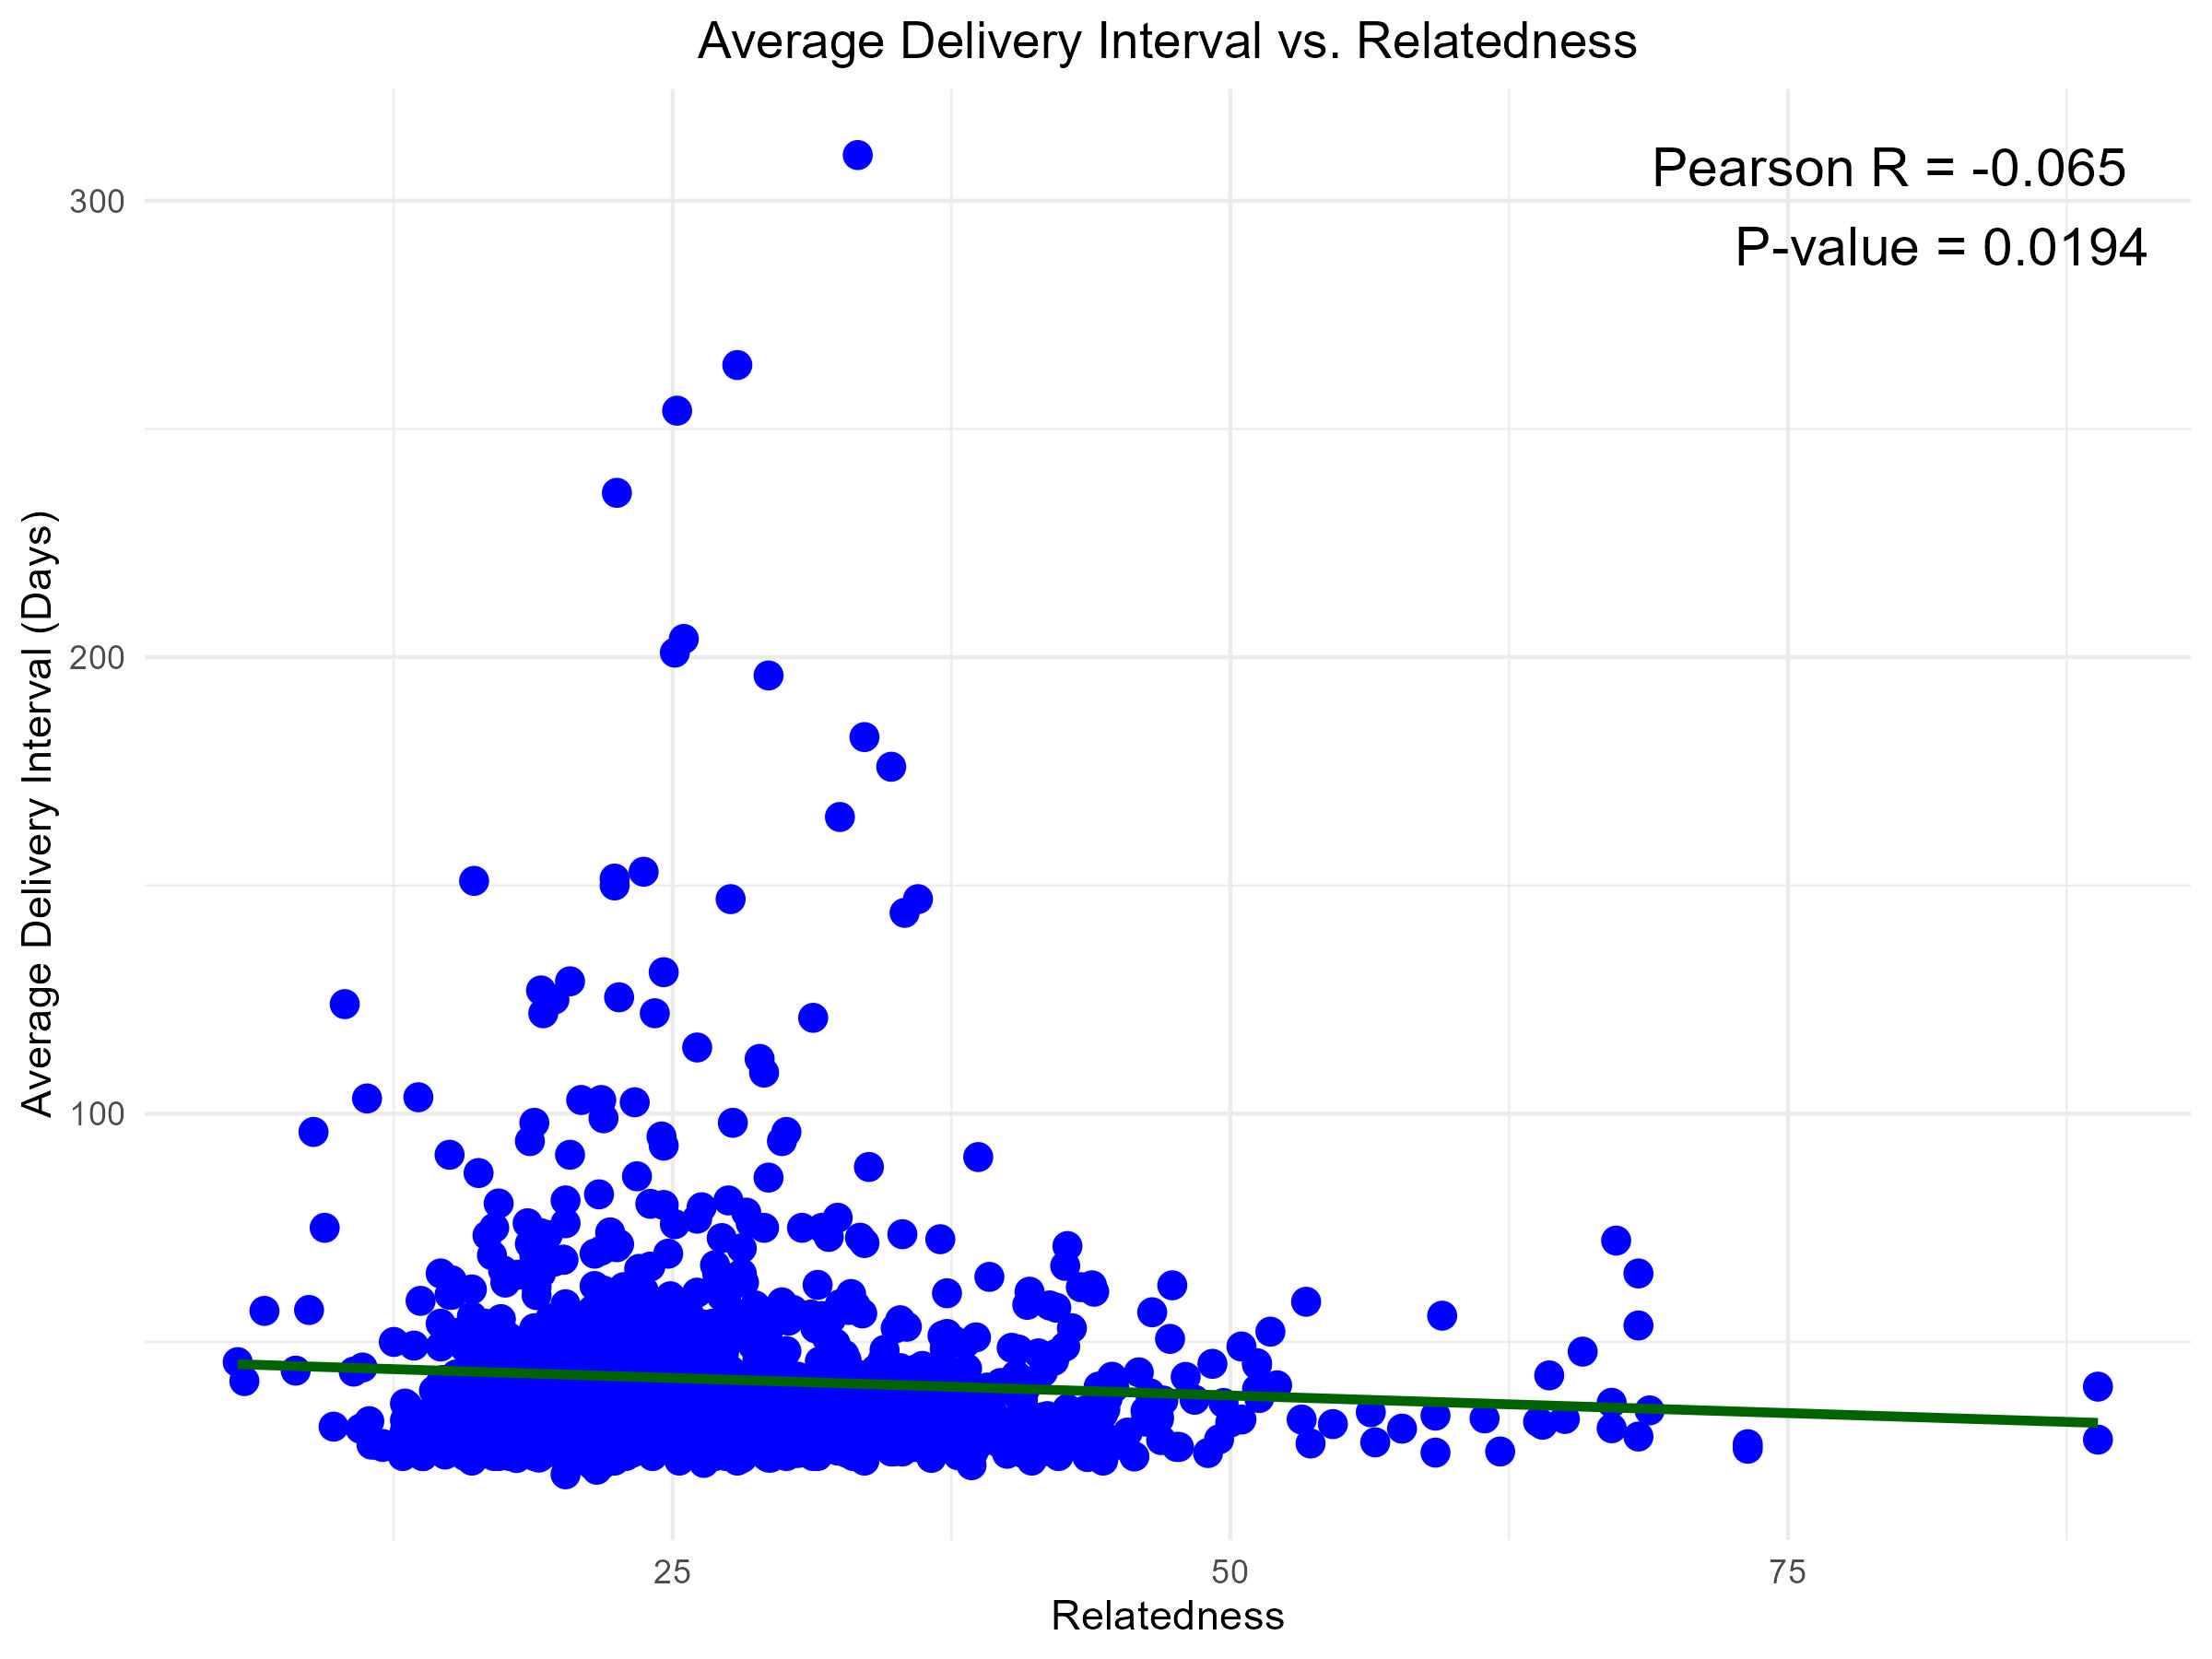 Average Delivery Interval vs. Relatedness
Pearson R = -0.065
P-value = 0.0194
300
200
100
Average Delivery Interval (Days)
25
50
75
Relatedness